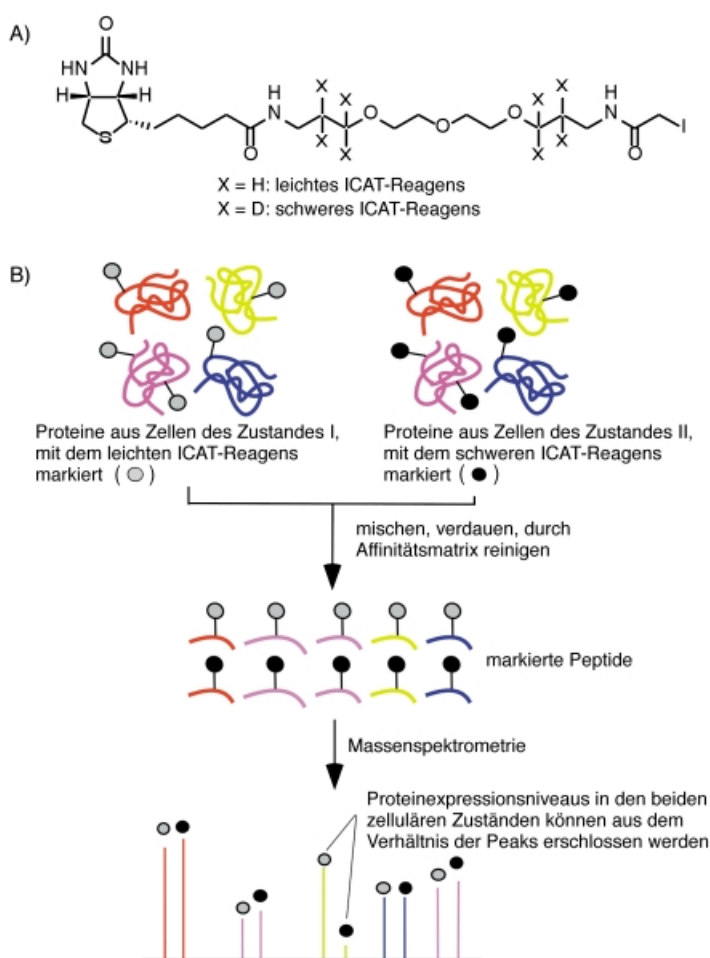 A)
O
HN NH
H H
S
H
N
O
X X
X X
O
O
O
X X
X X
H
N
O
I
X = H: leichtes ICAT-Reagens
X = D: schweres ICAT-Reagens
B)
Proteine aus Zellen des Zustandes I,
mit dem leichten ICAT-Reagens
markiert ( )
Proteine aus Zellen des Zustandes II,
mit dem schweren ICAT-Reagens
markiert ( )
mischen, verdauen, durch
Affinitätsmatrix reinigen
markierte Peptide
Massenspektrometrie
Proteinexpressionsniveaus in den beiden
zellulären Zuständen können aus dem
Verhältnis der Peaks erschlossen werden